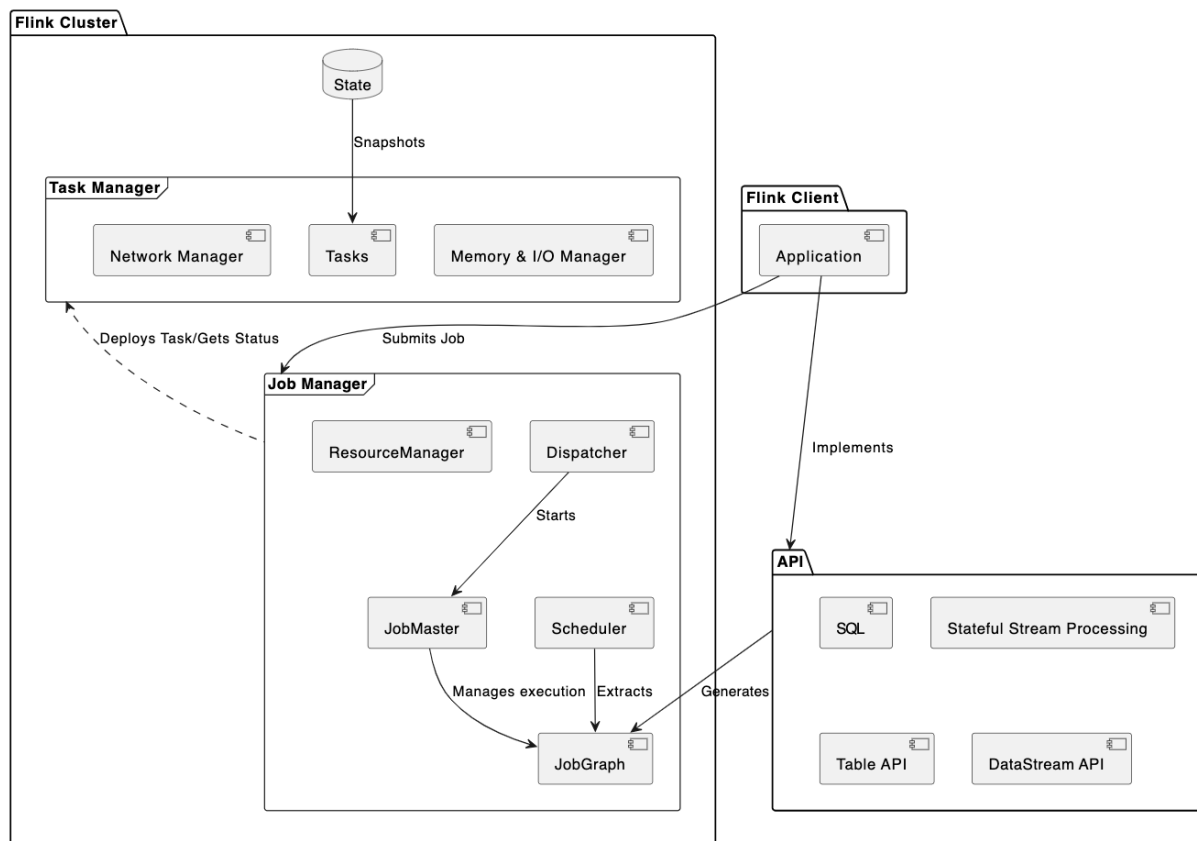 Flink Cluster
State
Snapshots
Task Manager
Network Manager
Tasks
Memory & I/O Manager
Flink Client
Application
Deploys Task/Gets Status
Submits Job
Job Manager
ResourceManager
Dispatcher
Implements
Starts
API
JobMaster
Scheduler
SQL
Stateful Stream Processing
Manages execution
Extracts
Generates
JobGraph
Table API
DataStream API